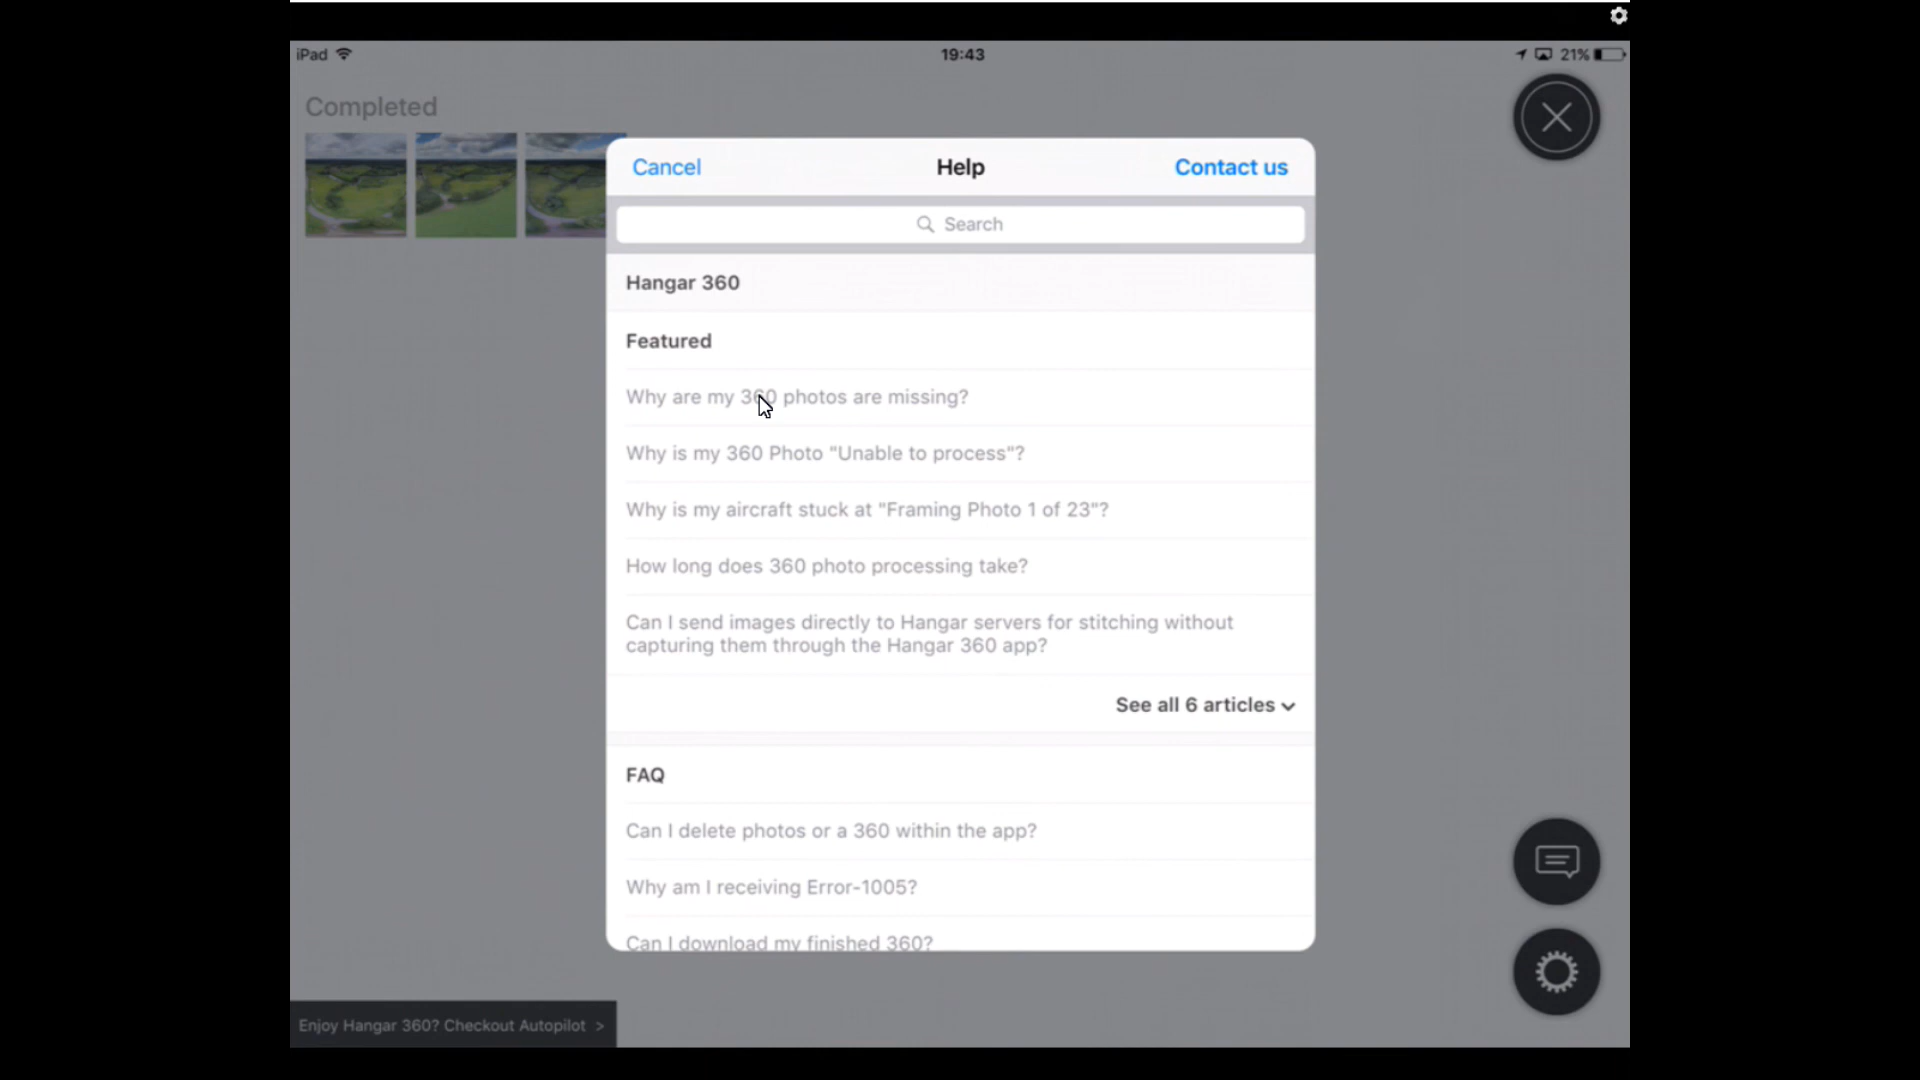 iPad 19:43 21%
Completed
Cancel Help Contact us
Search
Hangar 360
Featured
Why are my 360 photos are missing?
Why is my 360 Photo "Unable to process"?
Why is my aircraft stuck at "Framing Photo 1 of 23"?
How long does 360 photo processing take?
Can I send images directly to Hangar servers for stitching without
capturing them through the Hangar 360 app?
See all 6 articles
FAQ
Can I delete photos or a 360 within the app?
Why am I receiving Error-1005?
Can I download my finished 360?
Enjoy Hangar 360? Checkout Autopilot >